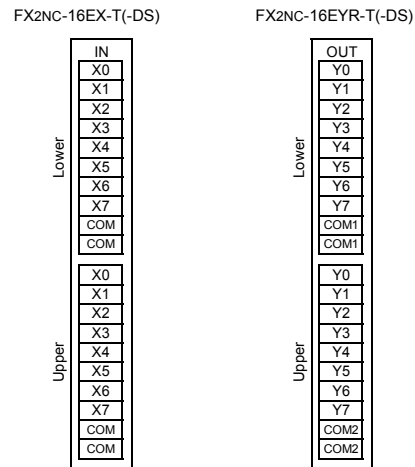 FX2NC-16EX-T(-DS)
IN
Lower
X0
X1
X2
X3
X4
X5
X6
X7
COM
COM
Upper
X0
X1
X2
X3
X4
X5
X6
X7
COM
COM
FX2NC-16EYR-T(-DS)
OUT
Lower
Y0
Y1
Y2
Y3
Y4
Y5
Y6
Y7
COM1
COM1
Upper
Y0
Y1
Y2
Y3
Y4
Y5
Y6
Y7
COM2
COM2